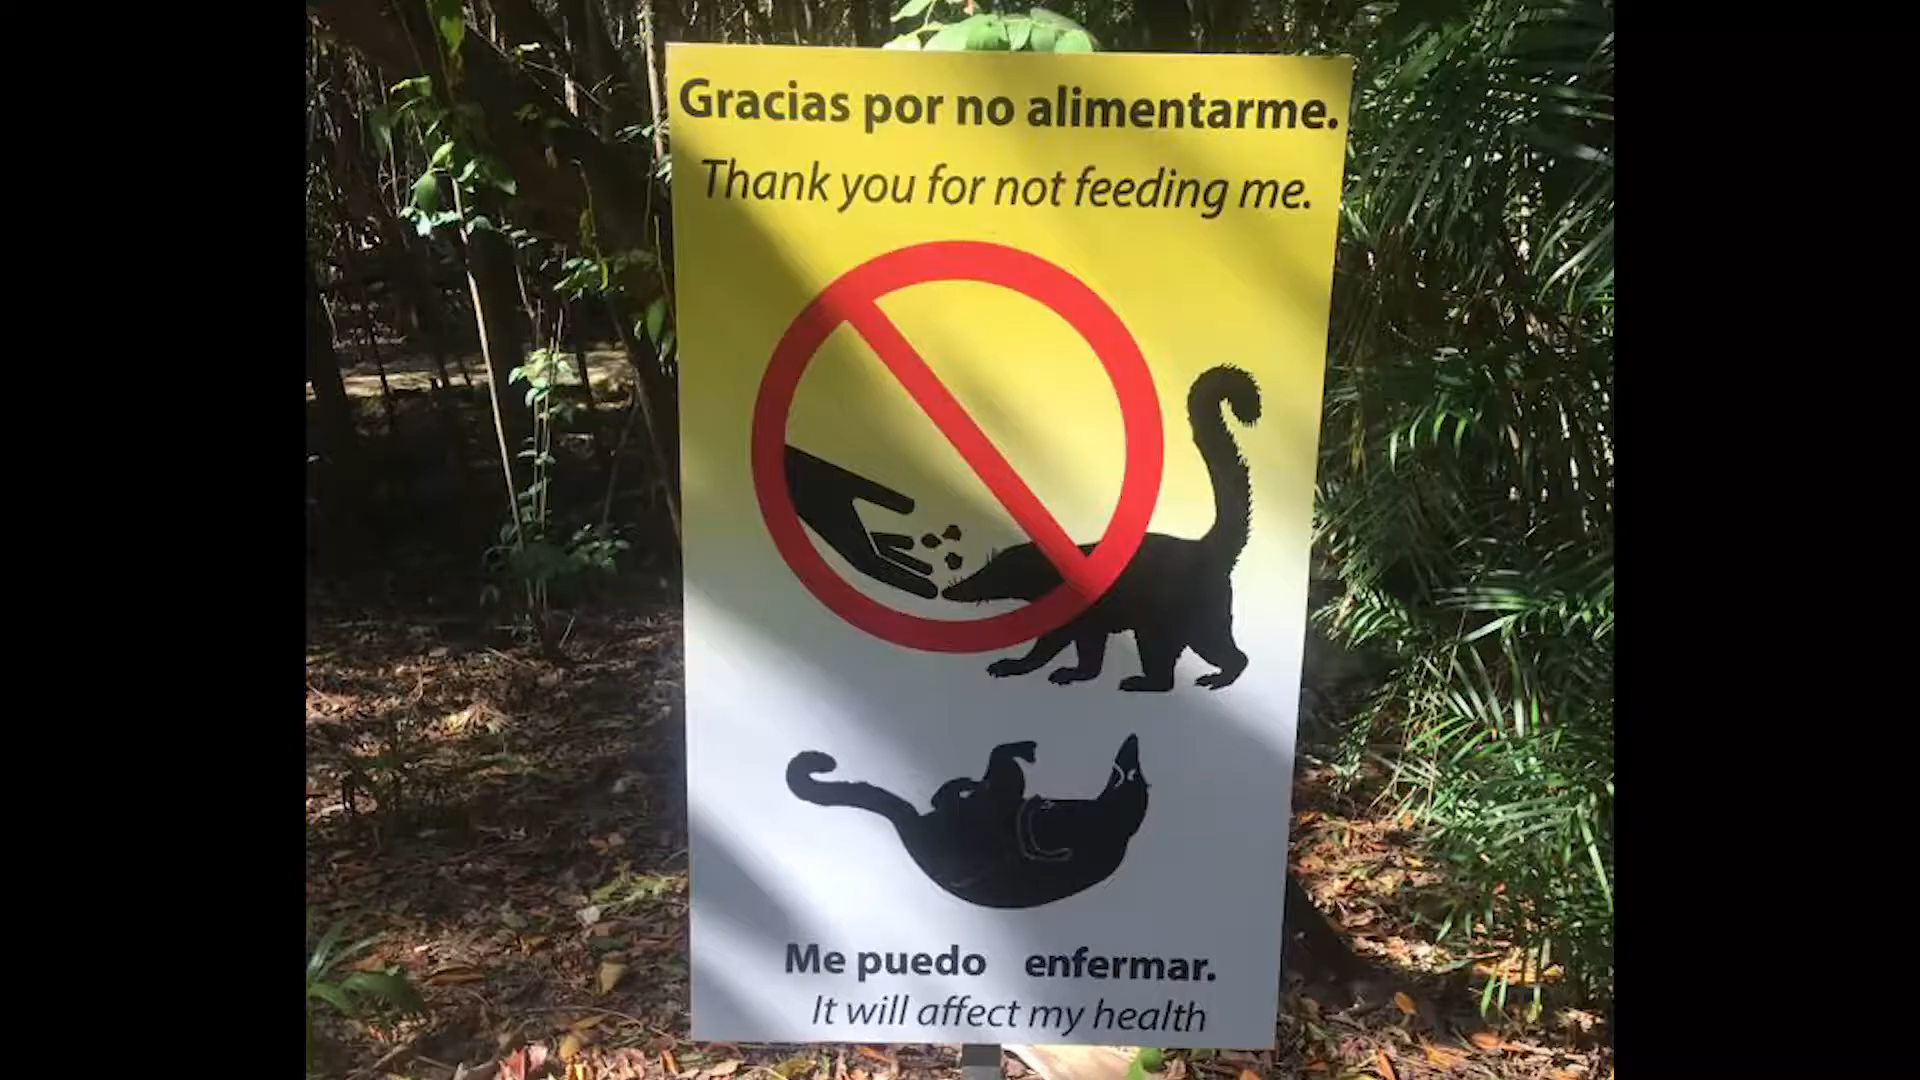 Gracias por no alimentarme.
Thank you for not feeding me.
Me puedo enfermar.
It will affect my health